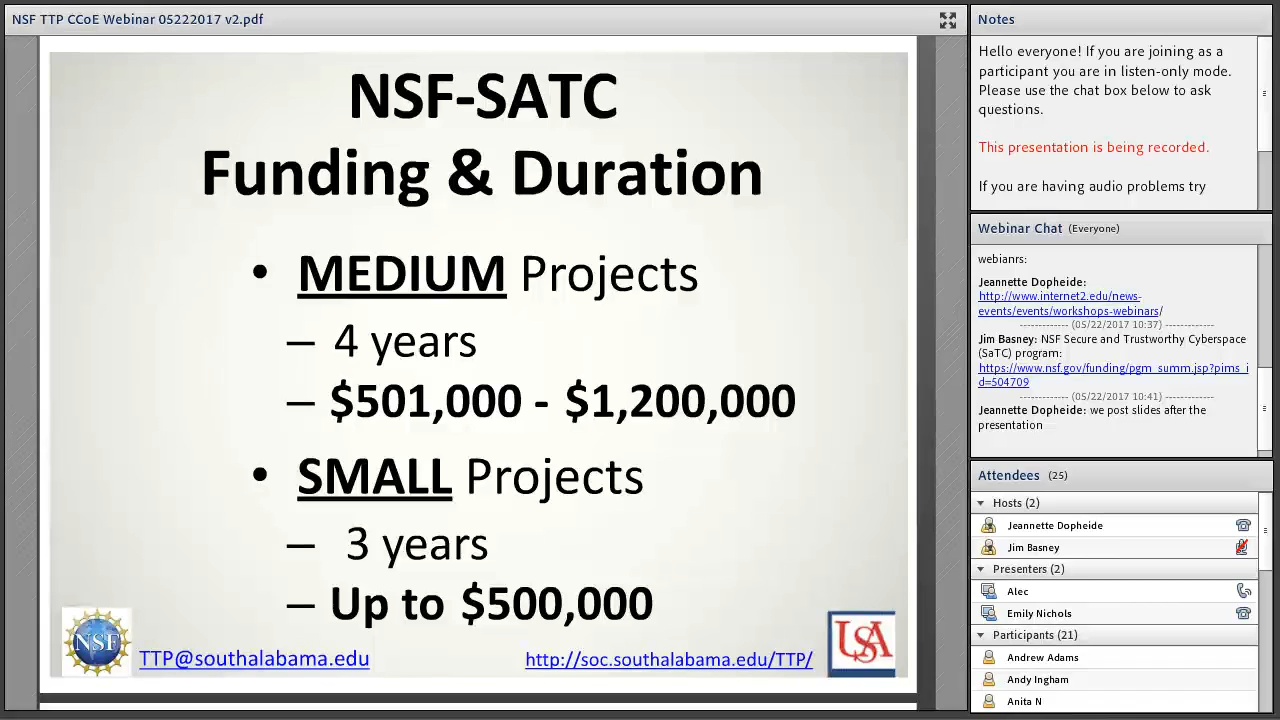 NSF TTP CCoE Webinar 05222017 v2.pdf
NSF-SATC
Funding & Duration
• MEDIUM Projects
– 4 years
– $501,000 - $1,200,000
• SMALL Projects
– 3 years
– Up to $500,000
NSF
TTP@southalabama.edu
http://soc.southalabama.edu/TTP/
USA
Notes
Hello everyone! If you are joining as a
participant you are in listen-only mode.
Please use the chat box below to ask
questions.
This presentation is being recorded.
If you are having audio problems try
Webinar Chat (Everyone)
webianrs:
Jeannette Dopheide:
http://www.internet2.edu/news-
events/events/workshops-webinars/
------------- (05/22/2017 10:37) -------------
Jim Basney: NSF Secure and Trustworthy Cyberspace
(SaTC) program:
https://www.nsf.gov/funding/pgm_summ.jsp?pims_i
d=504709
------------- (05/22/2017 10:41) -------------
Jeannette Dopheide: we post slides after the
presentation
Attendees (25)
Hosts (2)
Jeannette Dopheide
Jim Basney
Presenters (2)
Alec
Emily Nichols
Participants (21)
Andrew Adams
Andy Ingham
Anita N